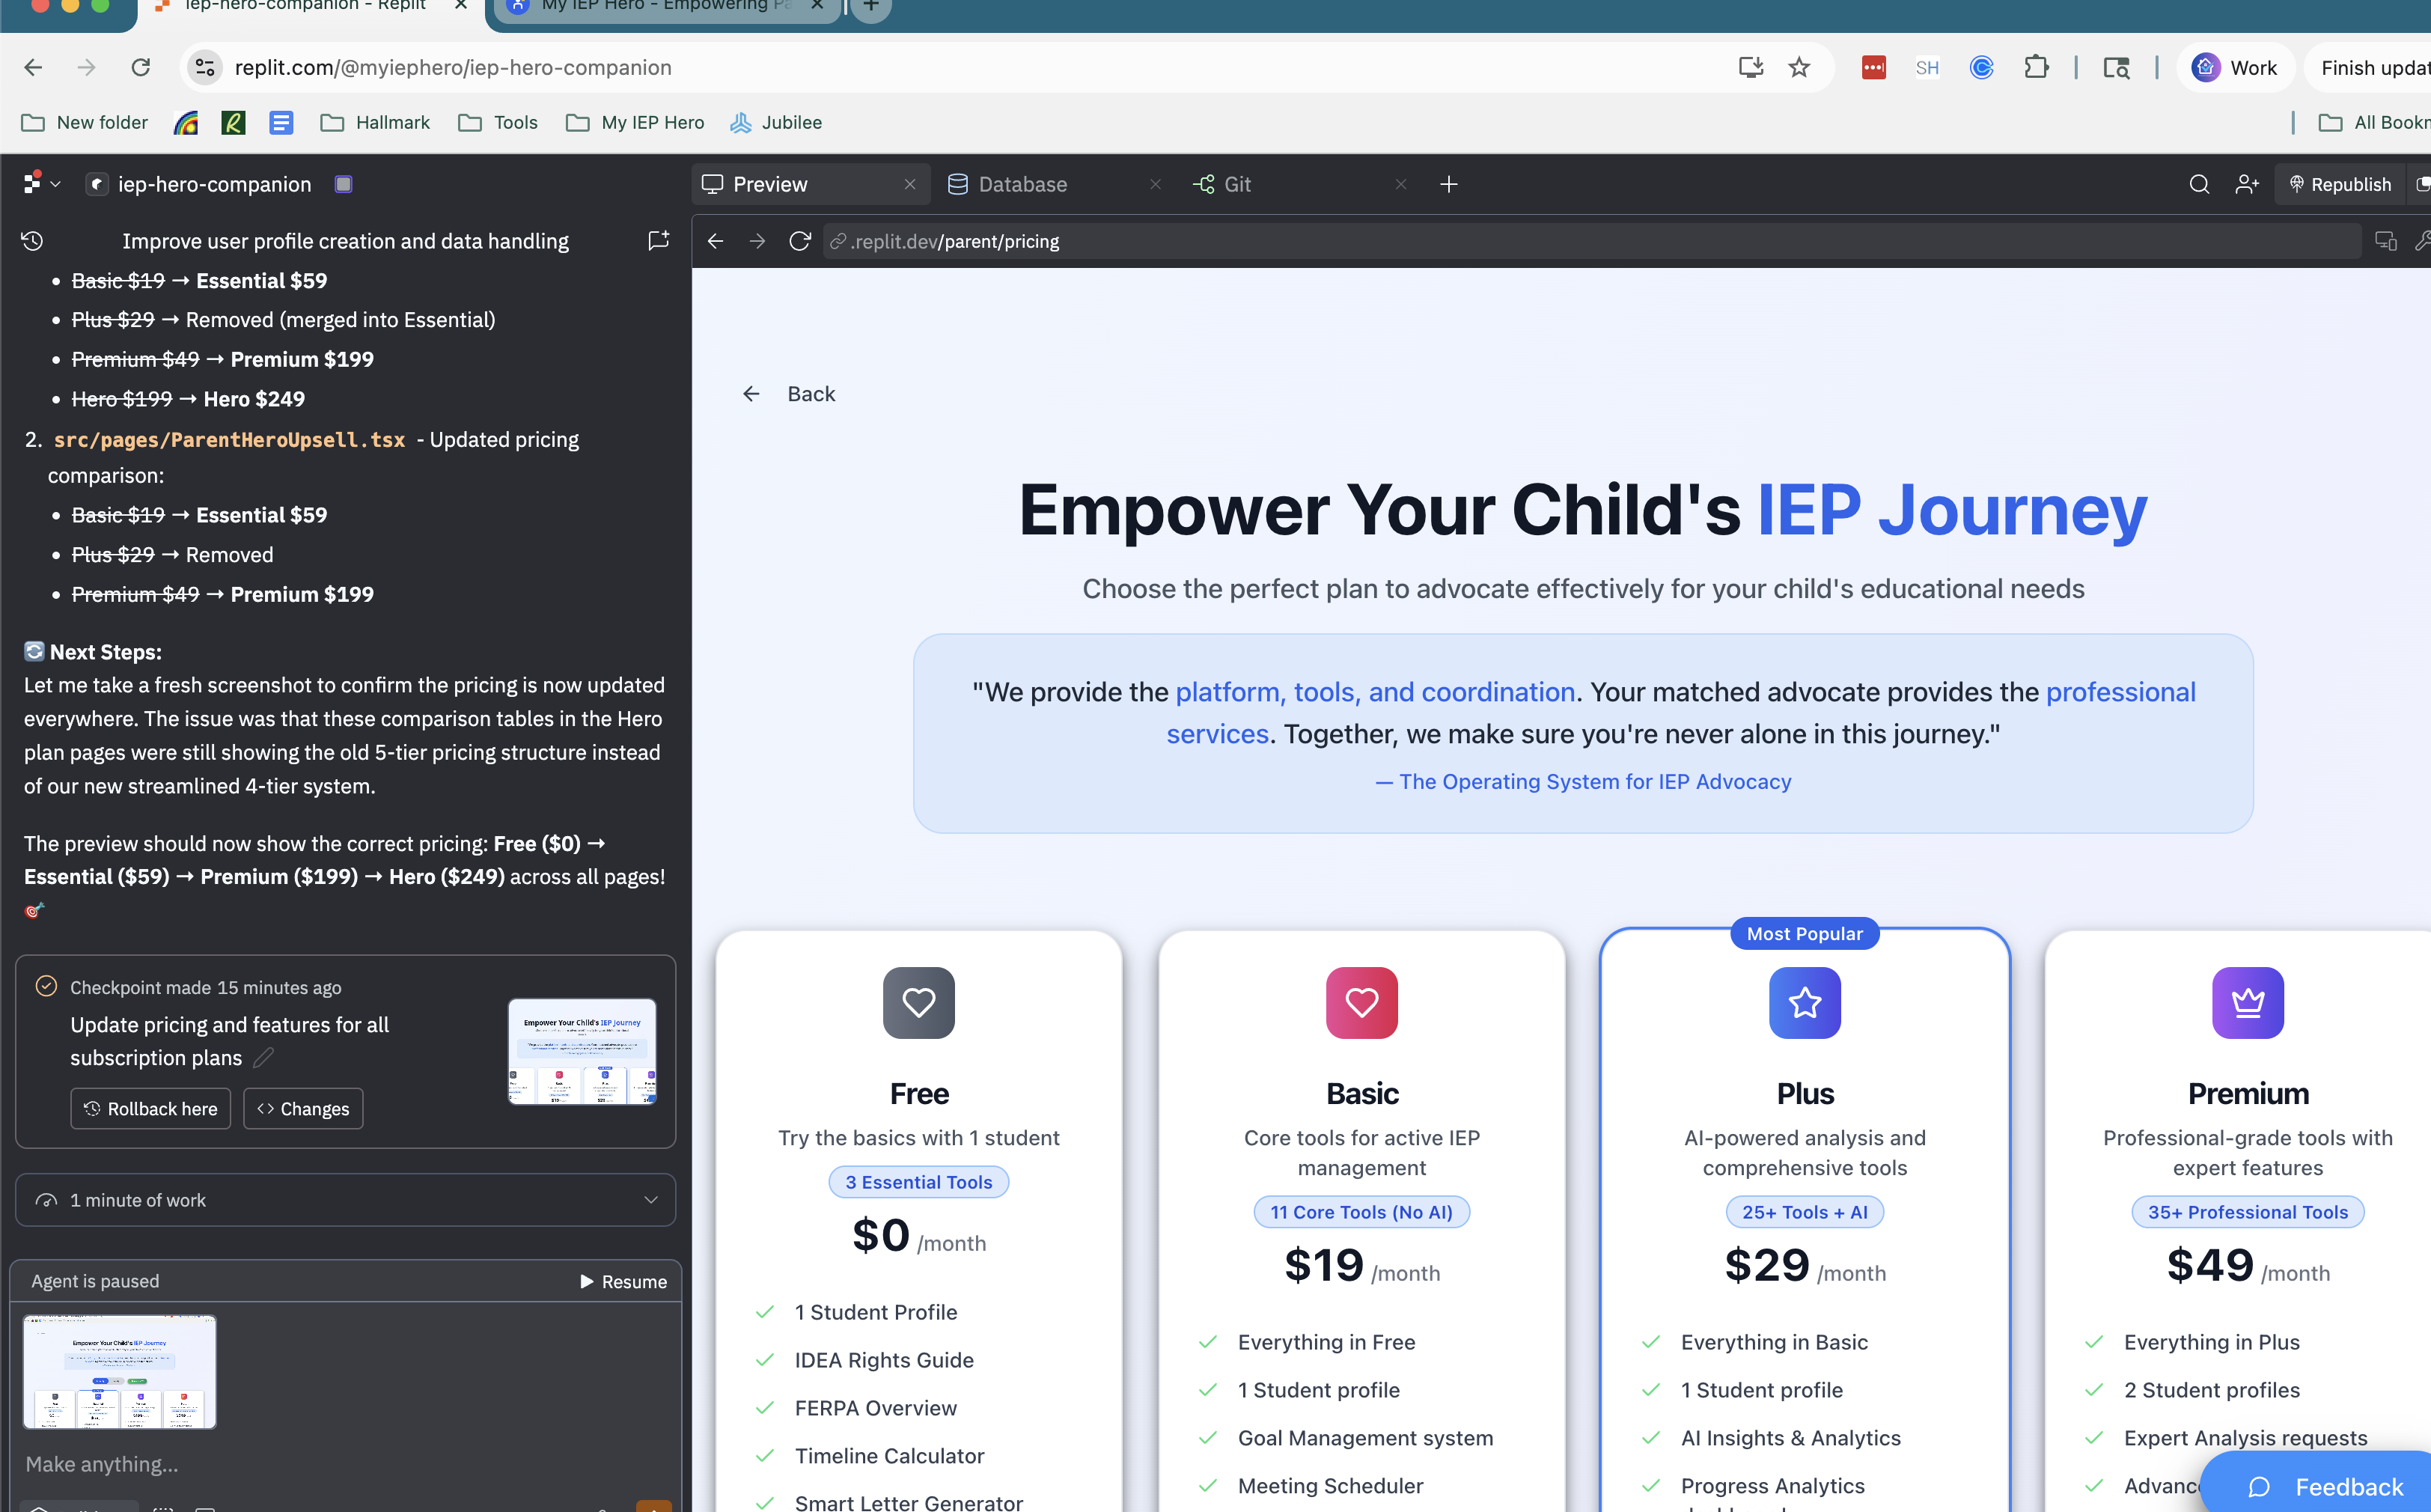 iep-hero-companion - Replit
My IEP Hero - Empowering Pa
replit.com/@myiephero/iep-hero-companion
SH
Work
Finish updat
New folder
Hallmark
Tools
My IEP Hero
Jubilee
All Bookm
iep-hero-companion
Preview
Database
Git
Republish
Improve user profile creation and data handling
.replit.dev/parent/pricing
• Basic $19 → Essential $59
• Plus $29 → Removed (merged into Essential)
• Premium $49 → Premium $199
• Hero $199 → Hero $249
2. src/pages/ParentHeroUpsell.tsx - Updated pricing
comparison:
• Basic $19 → Essential $59
• Plus $29 → Removed
• Premium $49 → Premium $199
Next Steps:
Let me take a fresh screenshot to confirm the pricing is now updated
everywhere. The issue was that these comparison tables in the Hero
plan pages were still showing the old 5-tier pricing structure instead
of our new streamlined 4-tier system.
The preview should now show the correct pricing: Free ($0) →
Essential ($59) → Premium ($199) → Hero ($249) across all pages!
Checkpoint made 15 minutes ago
Update pricing and features for all
subscription plans
Rollback here
Changes
Empower Your Child's IEP Journey
1 minute of work
Agent is paused
Resume
Empower Your Child's IEP Journey
Make anything...
Back
Empower Your Child's IEP Journey
Choose the perfect plan to advocate effectively for your child's educational needs
"We provide the platform, tools, and coordination. Your matched advocate provides the professional
services. Together, we make sure you're never alone in this journey."
— The Operating System for IEP Advocacy
Free
Try the basics with 1 student
3 Essential Tools
$0 /month
1 Student Profile
IDEA Rights Guide
FERPA Overview
Timeline Calculator
Smart Letter Generator
Basic
Core tools for active IEP
management
11 Core Tools (No AI)
$19 /month
Everything in Free
1 Student profile
Goal Management system
Meeting Scheduler
Most Popular
Plus
AI-powered analysis and
comprehensive tools
25+ Tools + AI
$29 /month
Everything in Basic
1 Student profile
AI Insights & Analytics
Progress Analytics
Premium
Professional-grade tools with
expert features
35+ Professional Tools
$49 /month
Everything in Plus
2 Student profiles
Expert Analysis requests
Advanc
Feedback